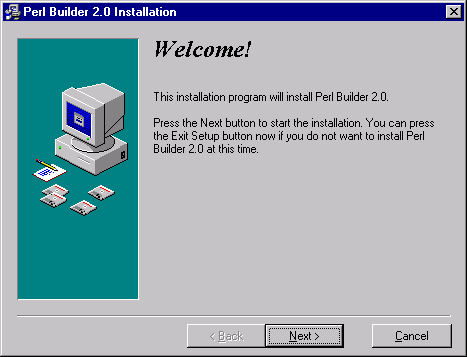 Perl Builder 2.0 Installation
Welcome!
This installation program will install Perl Builder 2.0.
Press the Next button to start the installation. You can press
the Exit Setup button now if you do not want to install Perl
Builder 2.0 at this time.
< Back
Next >
Cancel